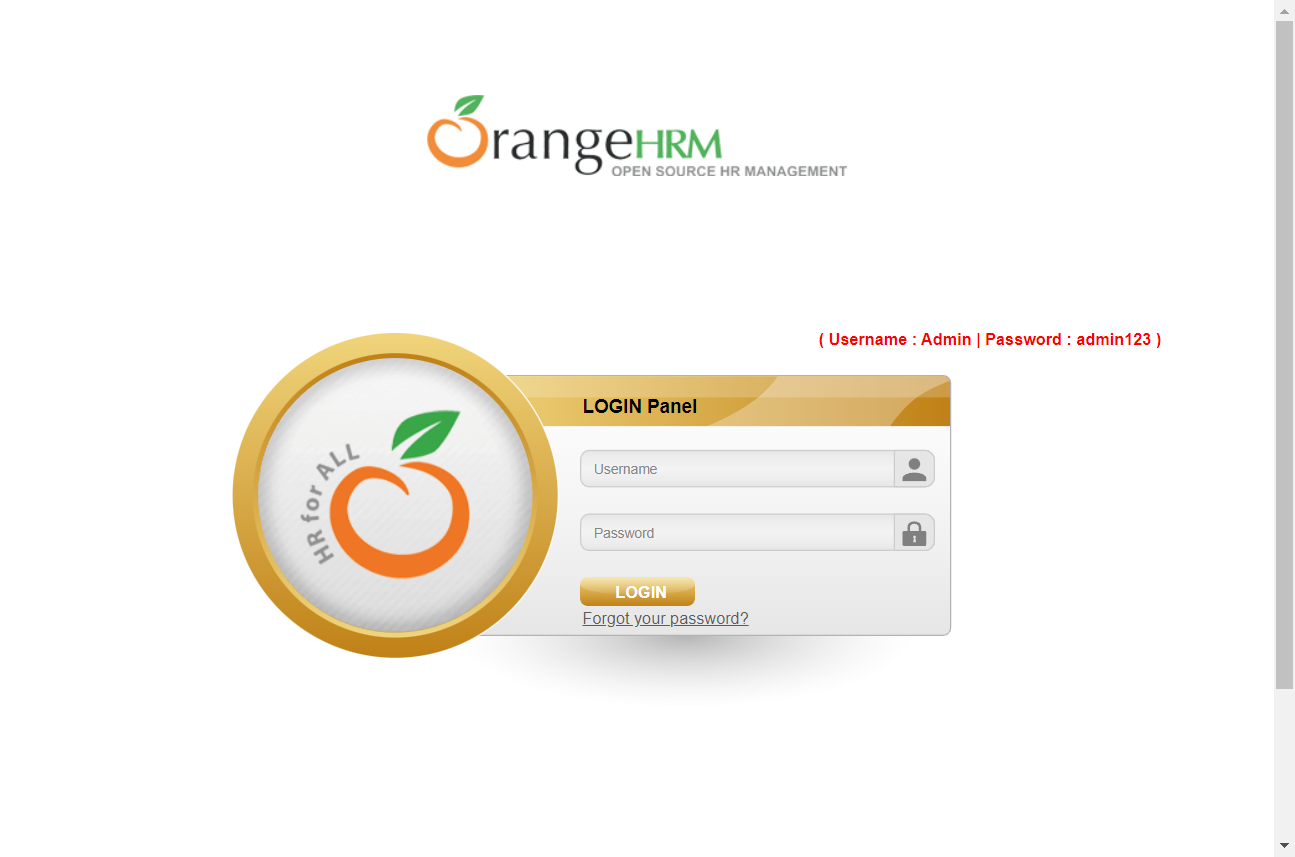 OrangeHRM
OPEN SOURCE HR MANAGEMENT
( Username : Admin | Password : admin123 )
HR for ALL
LOGIN Panel
Username
Password
LOGIN
Forgot your password?